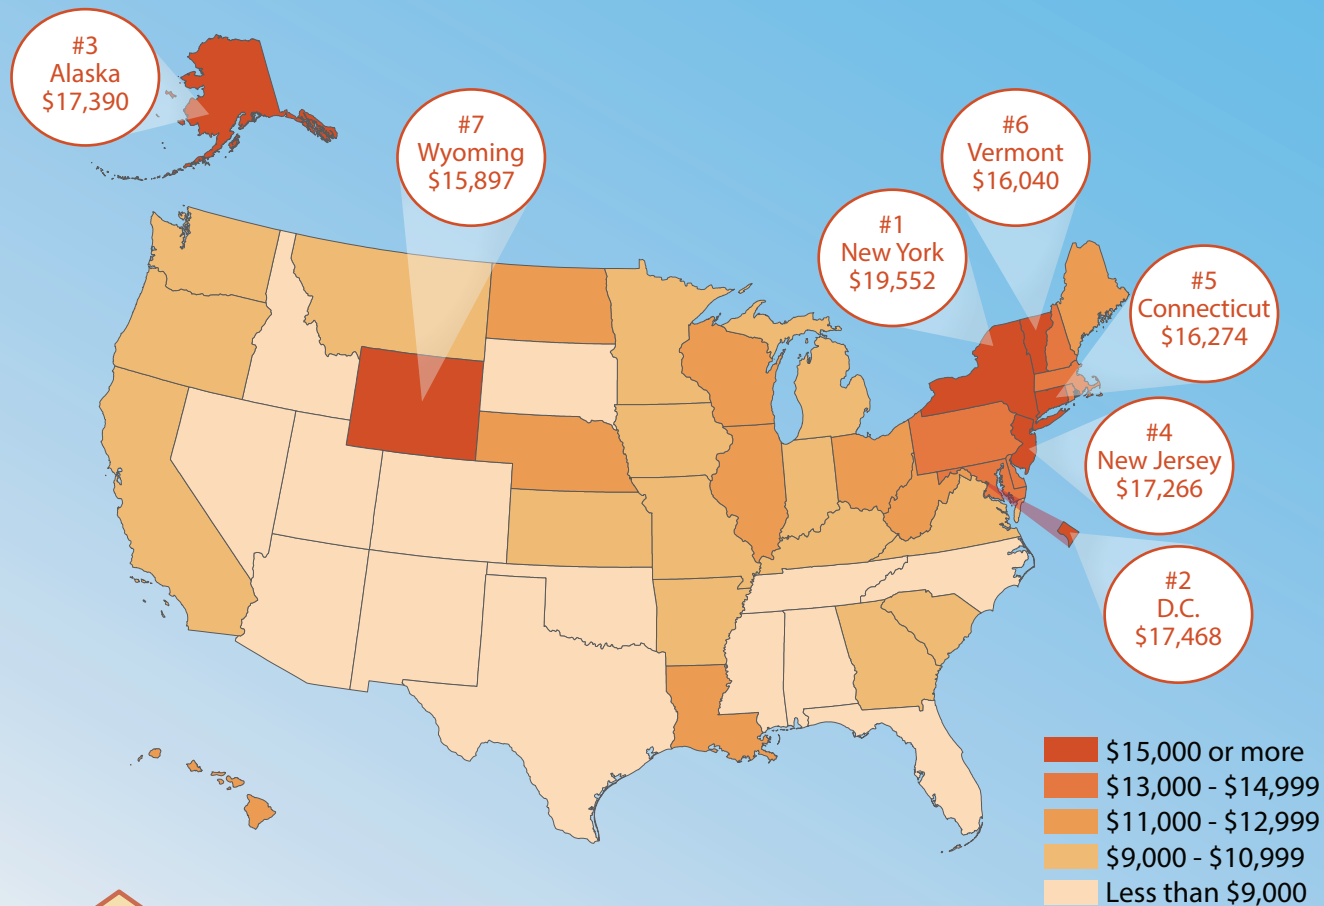 #3
Alaska
$17,390
#7
Wyoming
$15,897
#6
Vermont
$16,040
#1
New York
$19,552
#5
Connecticut
$16,274
#4
New Jersey
$17,266
#2
D.C.
$17,468
$15,000 or more
$13,000 - $14,999
$11,000 - $12,999
$9,000 - $10,999
Less than $9,000